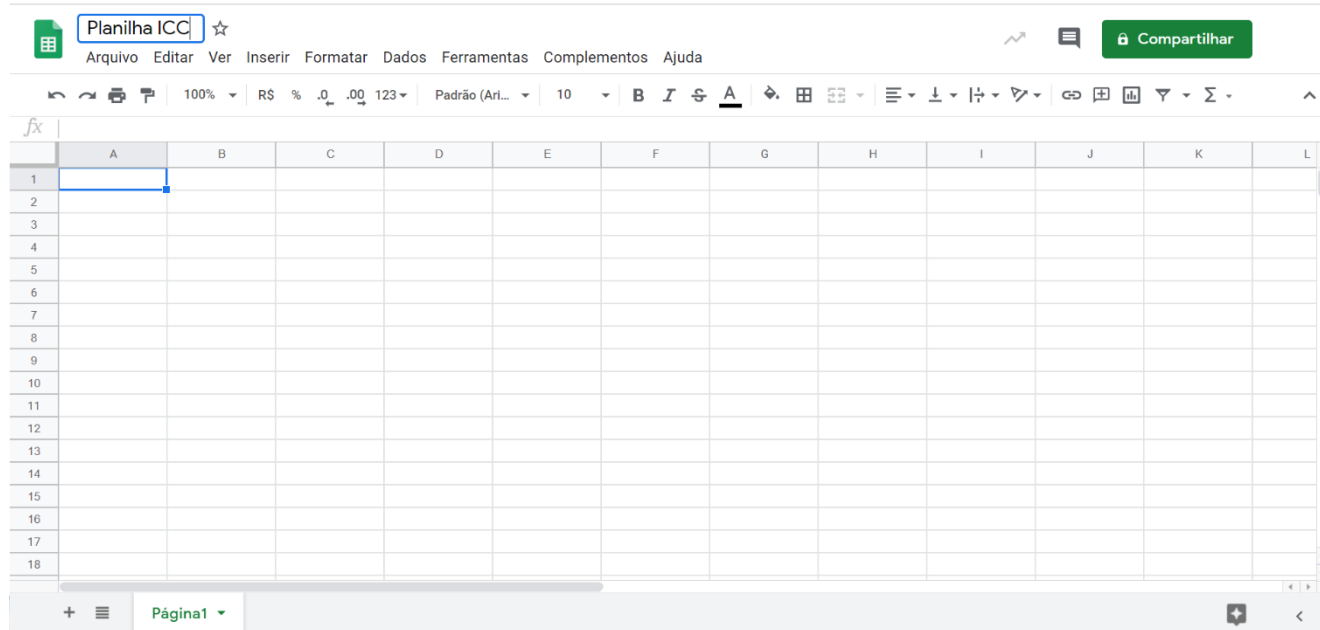 Planilha ICC
Arquivo Editar Ver Inserir Formatar Dados Ferramentas Complementos Ajuda
Compartilhar
100% R$ % .0 .00 123 Padrão (Ari... 10 B I S A Σ
fx
A B C D E F G H I J K L
1
2
3
4
5
6
7
8
9
10
11
12
13
14
15
16
17
18
Página1